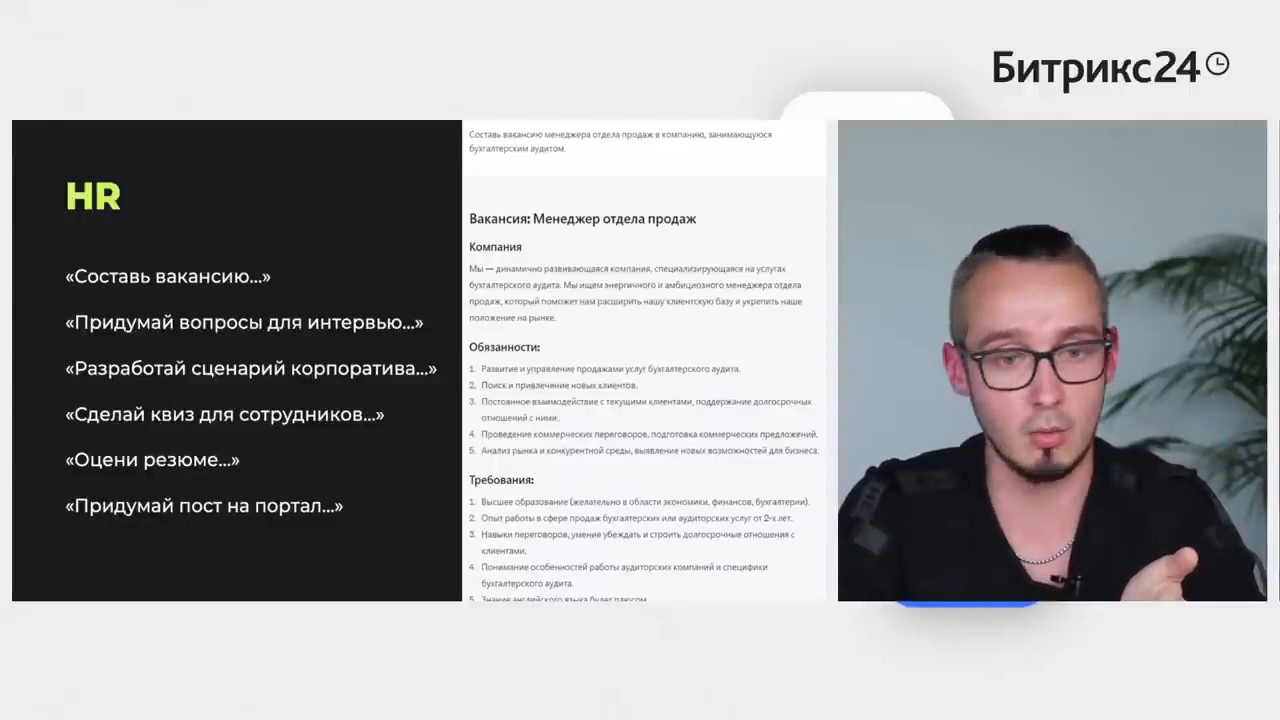 Битрикс24
HR
«Составь вакансию...»
«Придумай вопросы для интервью...»
«Разработай сценарий корпоратива...»
«Сделай квиз для сотрудников...»
«Оцени резюме...»
«Придумай пост на портал...»
Составь вакансию менеджера отдела продаж в компанию, занимающуюся
бухгалтерским аудитом.
Вакансия: Менеджер отдела продаж
Компания
Мы — динамично развивающаяся компания, специализирующаяся на услугах
бухгалтерского аудита. Мы ищем энергичного и амбициозного менеджера отдела
продаж, который поможет нам расширить нашу клиентскую базу и укрепить наше
положение на рынке.
Обязанности:
1. Развитие и управление продажами услуг бухгалтерского аудита.
2. Поиск и привлечение новых клиентов.
3. Постоянное взаимодействие с текущими клиентами, поддержание долгосрочных
отношений с ними.
4. Проведение коммерческих переговоров, подготовка коммерческих предложений.
5. Анализ рынка и конкурентной среды, выявление новых возможностей для бизнеса.
Требования:
1. Высшее образование (желательно в области экономики, финансов, бухгалтерии).
2. Опыт работы в сфере продаж бухгалтерских или аудиторских услуг от 2-х лет.
3. Навыки переговоров, умение убеждать и строить долгосрочные отношения с
клиентами.
4. Понимание особенностей работы аудиторских компаний и специфики
бухгалтерского аудита.
5. Знание английского языка будет плюсом.